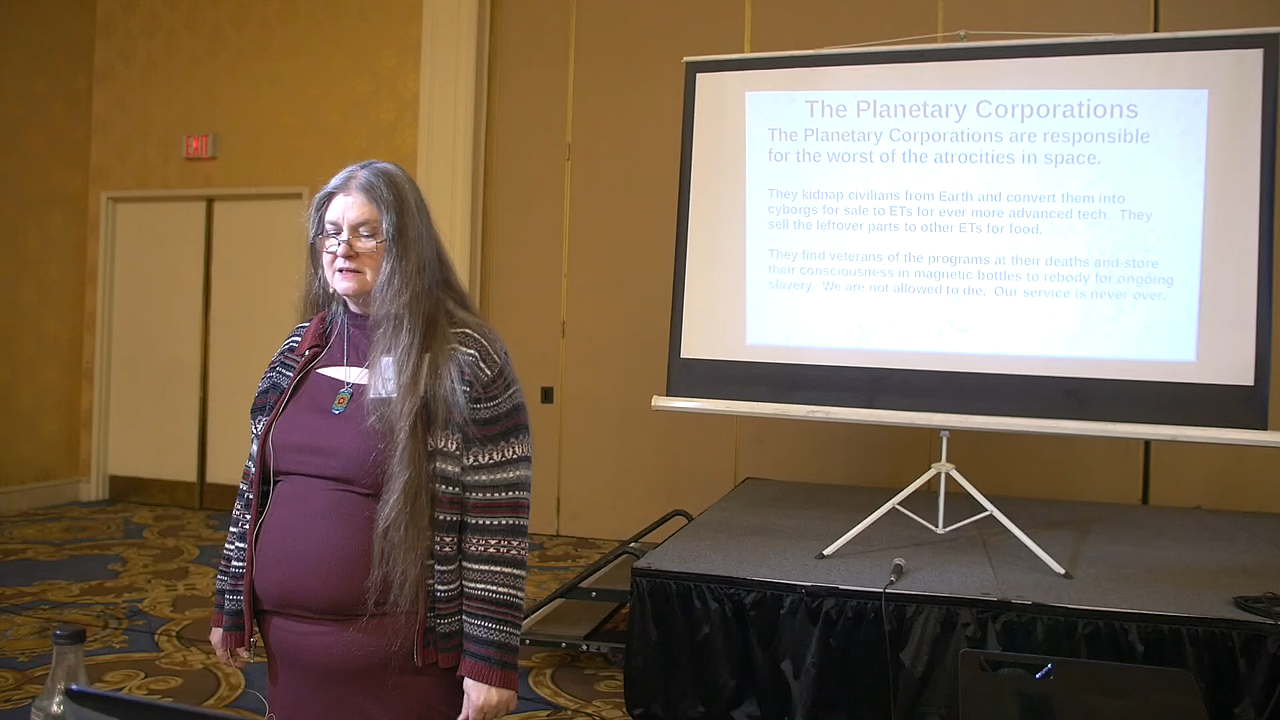 EXIT
The Planetary Corporations
The Planetary Corporations are responsible
for the worst of the atrocities in space.
They kidnap civilians from Earth and convert them into
cyborgs for sale to ETs for ever more advanced tech. They
sell the leftover parts to other ETs for food.
They find veterans of the programs at their deaths and store
their consciousness in magnetic bottles to rebody for ongoing
slavery. We are not allowed to die. Our service is never over.